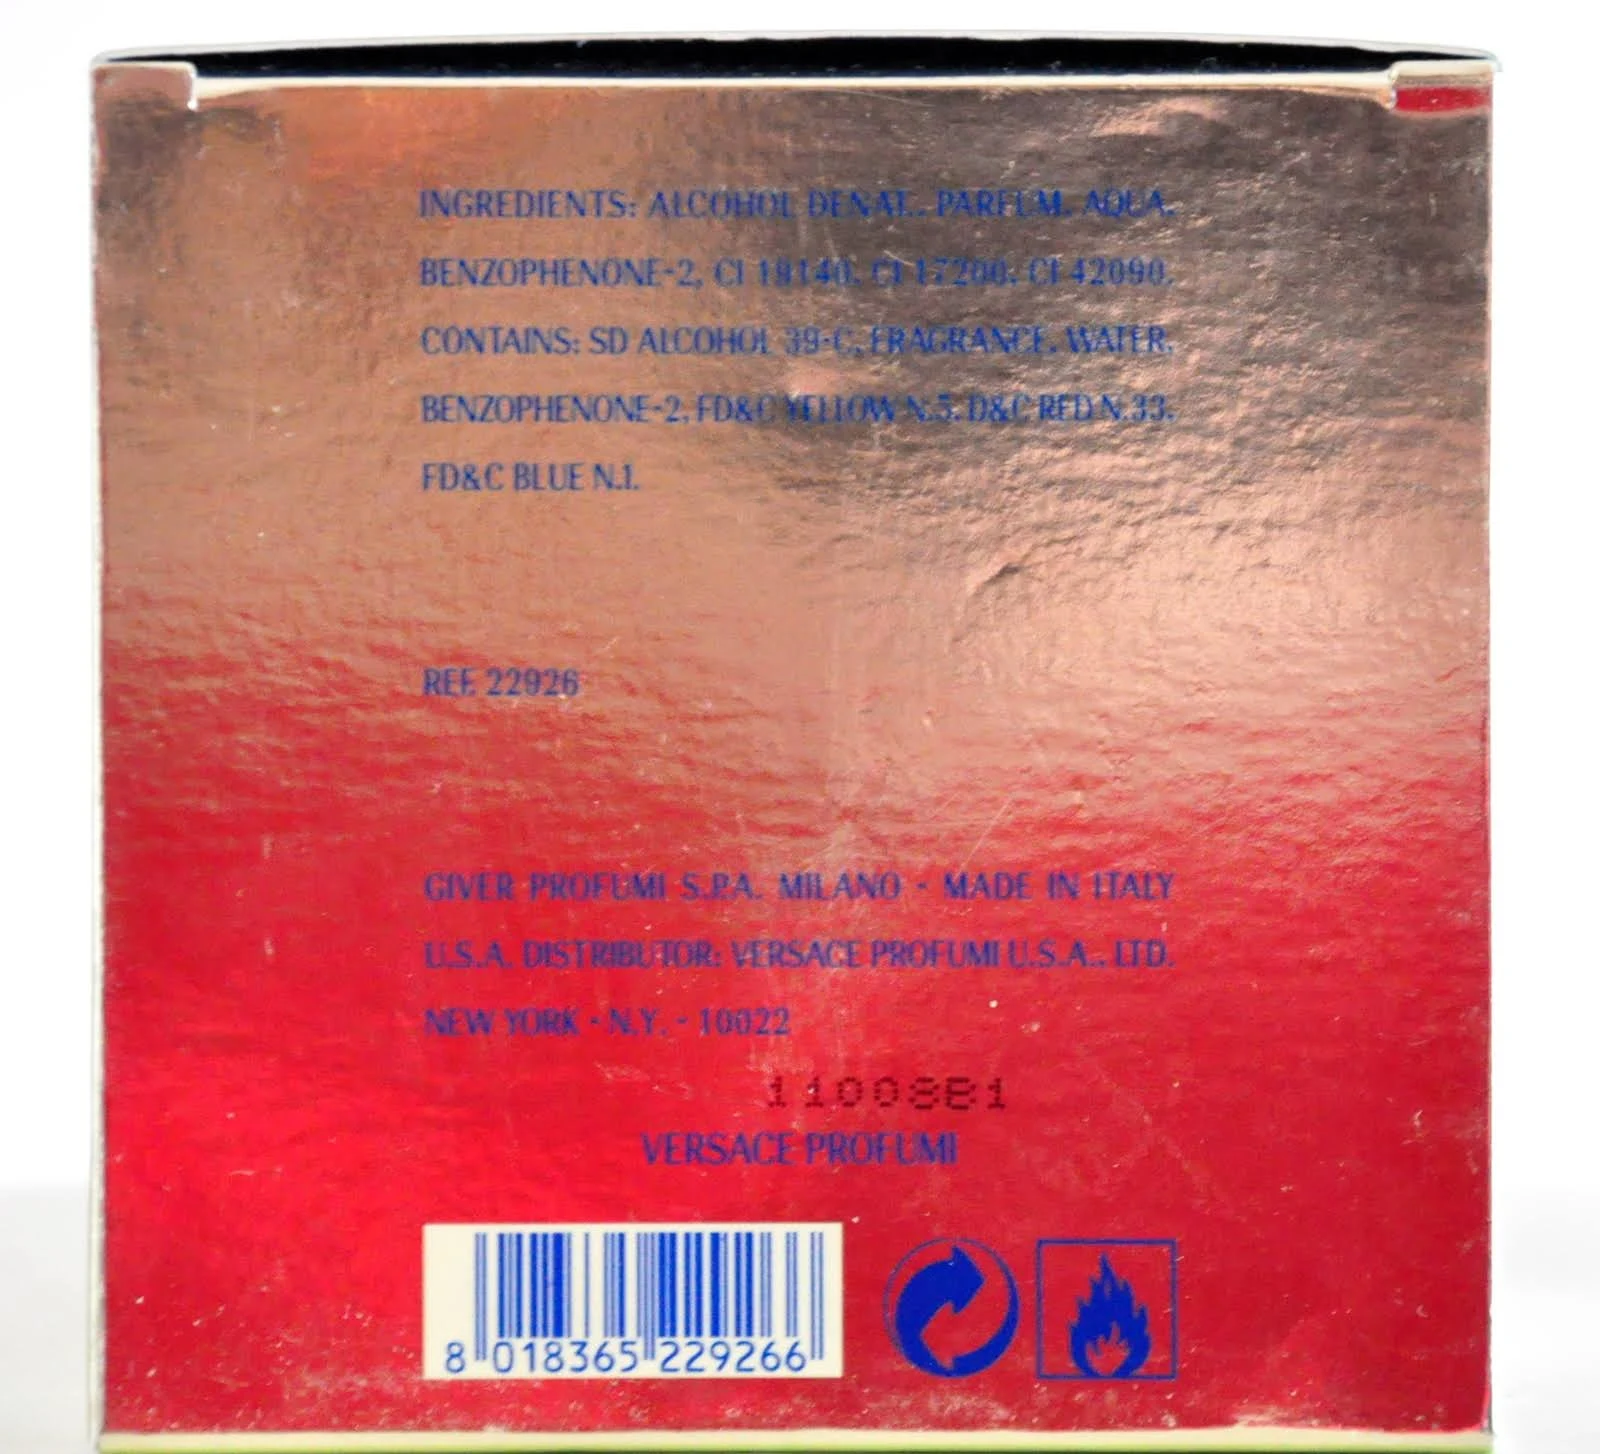 INGREDIENTS: ALCOHOL DENAT., PARFUM, AQUA,
BENZOPHENONE-2, CI 19140, CI 17200, CI 42090.
CONTAINS: SD ALCOHOL 39-C, FRAGRANCE, WATER,
BENZOPHENONE-2, FD&C YELLOW N.5, D&C RED N.33,
FD&C BLUE N.1.
REF. 22926
GIVER PROFUMI S.P.A. MILANO - MADE IN ITALY
U.S.A. DISTRIBUTOR: VERSACE PROFUMI U.S.A., LTD.
NEW YORK - N.Y. - 10022
11008B1
VERSACE PROFUMI
8 018365 229266